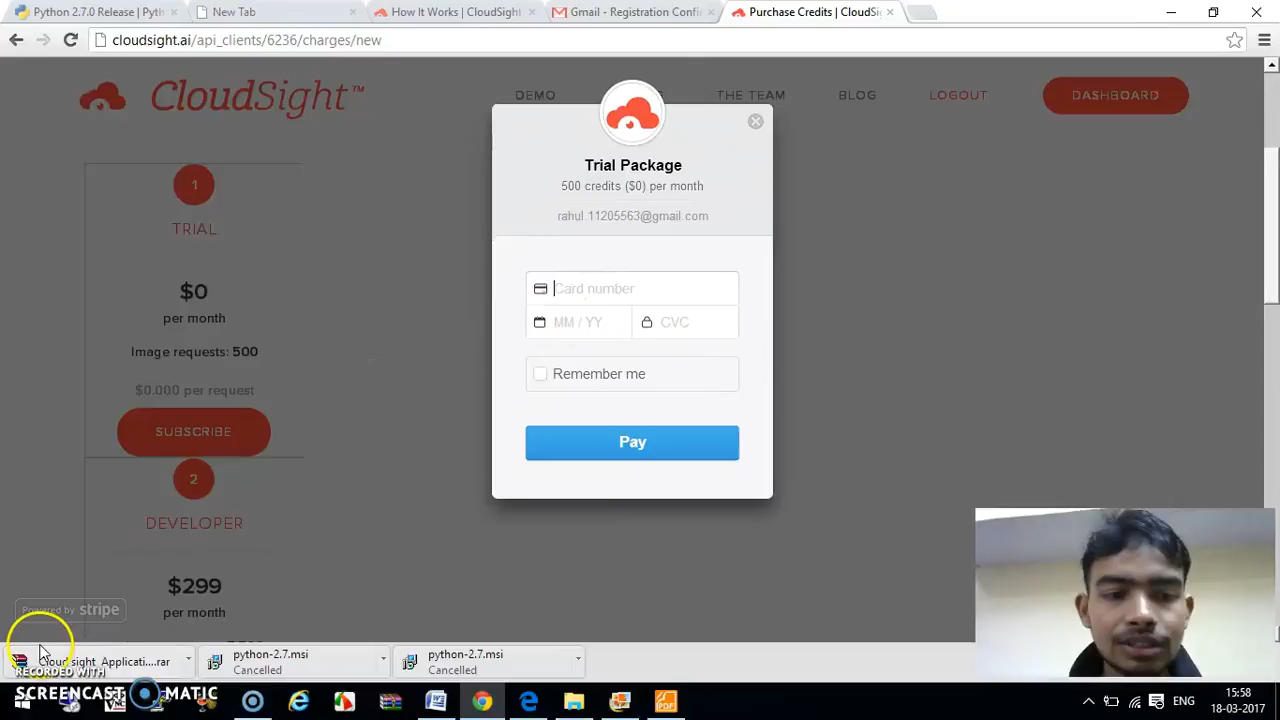 Python 2.7.0 Release | Pyth
New Tab
How It Works | CloudSight
Gmail - Registration Confi
Purchase Credits | CloudSi
cloudsight.ai/api_clients/6236/charges/new
CloudSight™
DEMO
THE TEAM
BLOG
LOGOUT
DASHBOARD
Trial Package
500 credits ($0) per month
rahul.11205563@gmail.com
Card number
MM / YY
CVC
Remember me
Pay
1
TRIAL
$0
per month
Image requests: 500
$0.000 per request
SUBSCRIBE
2
DEVELOPER
$299
per month
Powered by stripe
Cloudsight_Applicati....rar
python-2.7.msi
Cancelled
python-2.7.msi
Cancelled
RECORDED WITH
SCREENCAST MATIC
ENG
15:58
18-03-2017